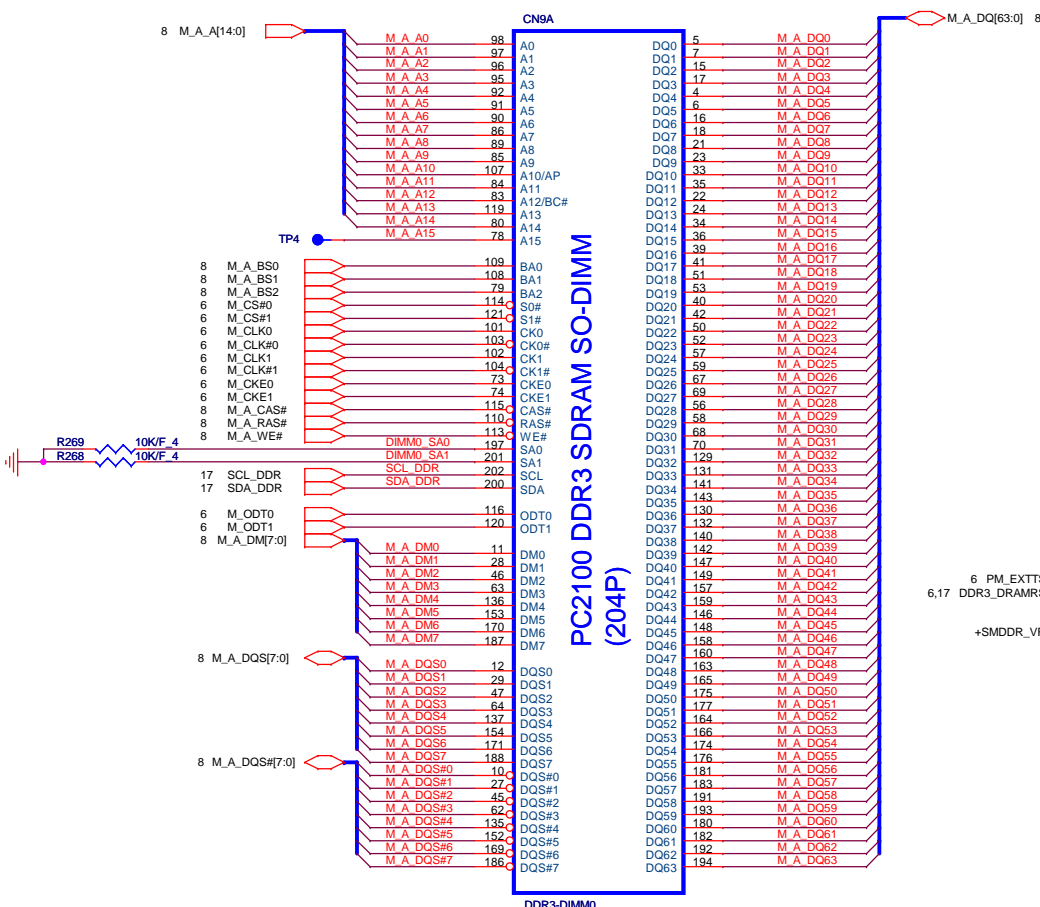 CN9A
8 M_A_A[14:0]
M_A_DQ[63:0] 8
M_A_A0 98 A0 DQ0 5 M_A_DQ0
M_A_A1 97 A1 DQ1 7 M_A_DQ1
M_A_A2 96 A2 DQ2 15 M_A_DQ2
M_A_A3 95 A3 DQ3 17 M_A_DQ3
M_A_A4 92 A4 DQ4 4 M_A_DQ4
M_A_A5 91 A5 DQ5 6 M_A_DQ5
M_A_A6 90 A6 DQ6 16 M_A_DQ6
M_A_A7 86 A7 DQ7 18 M_A_DQ7
M_A_A8 89 A8 DQ8 21 M_A_DQ8
M_A_A9 85 A9 DQ9 23 M_A_DQ9
M_A_A10 107 A10/AP DQ10 33 M_A_DQ10
M_A_A11 84 A11 DQ11 35 M_A_DQ11
M_A_A12 83 A12/BC# DQ12 22 M_A_DQ12
M_A_A13 119 A13 DQ13 24 M_A_DQ13
M_A_A14 80 A14 DQ14 34 M_A_DQ14
TP4 M_A_A15 78 A15 DQ15 36 M_A_DQ15
DQ16 39 M_A_DQ16
8 M_A_BS0 109 BA0 DQ17 41 M_A_DQ17
8 M_A_BS1 108 BA1 DQ18 51 M_A_DQ18
8 M_A_BS2 79 BA2 DQ19 53 M_A_DQ19
6 M_CS#0 114 S0# DQ20 40 M_A_DQ20
6 M_CS#1 121 S1# DQ21 42 M_A_DQ21
6 M_CLK0 101 CK0 DQ22 50 M_A_DQ22
6 M_CLK#0 103 CK0# DQ23 52 M_A_DQ23
6 M_CLK1 102 CK1 DQ24 57 M_A_DQ24
6 M_CLK#1 104 CK1# DQ25 59 M_A_DQ25
6 M_CKE0 73 CKE0 DQ26 67 M_A_DQ26
6 M_CKE1 74 CKE1 DQ27 69 M_A_DQ27
8 M_A_CAS# 115 CAS# DQ28 56 M_A_DQ28
8 M_A_RAS# 110 RAS# DQ29 58 M_A_DQ29
8 M_A_WE# 113 WE# DQ30 68 M_A_DQ30
R269 10K/F_4 DIMM0_SA0 197 SA0 DQ31 70 M_A_DQ31
R268 10K/F_4 DIMM0_SA1 201 SA1 DQ32 129 M_A_DQ32
17 SCL_DDR SCL_DDR 202 SCL DQ33 131 M_A_DQ33
17 SDA_DDR SDA_DDR 200 SDA DQ34 141 M_A_DQ34
DQ35 143 M_A_DQ35
6 M_ODT0 116 ODT0 DQ36 130 M_A_DQ36
6 M_ODT1 120 ODT1 DQ37 132 M_A_DQ37
8 M_A_DM[7:0] DQ38 140 M_A_DQ38
M_A_DM0 11 DM0 DQ39 142 M_A_DQ39
M_A_DM1 28 DM1 DQ40 147 M_A_DQ40
M_A_DM2 46 DM2 DQ41 149 M_A_DQ41
M_A_DM3 63 DM3 DQ42 157 M_A_DQ42
M_A_DM4 136 DM4 DQ43 159 M_A_DQ43
M_A_DM5 153 DM5 DQ44 146 M_A_DQ44
M_A_DM6 170 DM6 DQ45 148 M_A_DQ45
M_A_DM7 187 DM7 DQ46 158 M_A_DQ46
DQ47 160 M_A_DQ47
8 M_A_DQS[7:0]
M_A_DQS0 12 DQS0 DQ48 163 M_A_DQ48
M_A_DQS1 29 DQS1 DQ49 165 M_A_DQ49
M_A_DQS2 47 DQS2 DQ50 175 M_A_DQ50
M_A_DQS3 64 DQS3 DQ51 177 M_A_DQ51
M_A_DQS4 137 DQS4 DQ52 164 M_A_DQ52
M_A_DQS5 154 DQS5 DQ53 166 M_A_DQ53
M_A_DQS6 171 DQS6 DQ54 174 M_A_DQ54
M_A_DQS7 188 DQS7 DQ55 176 M_A_DQ55
8 M_A_DQS#[7:0]
M_A_DQS#0 10 DQS#0 DQ56 181 M_A_DQ56
M_A_DQS#1 27 DQS#1 DQ57 183 M_A_DQ57
M_A_DQS#2 45 DQS#2 DQ58 191 M_A_DQ58
M_A_DQS#3 62 DQS#3 DQ59 193 M_A_DQ59
M_A_DQS#4 135 DQS#4 DQ60 180 M_A_DQ60
M_A_DQS#5 152 DQS#5 DQ61 182 M_A_DQ61
M_A_DQS#6 169 DQS#6 DQ62 192 M_A_DQ62
M_A_DQS#7 186 DQS#7 DQ63 194 M_A_DQ63
PC2100 DDR3 SDRAM SO-DIMM
(204P)
DDR3-DIMM0
6 PM_EXTTS
6,17 DDR3_DRAMRS
+SMDDR_VR